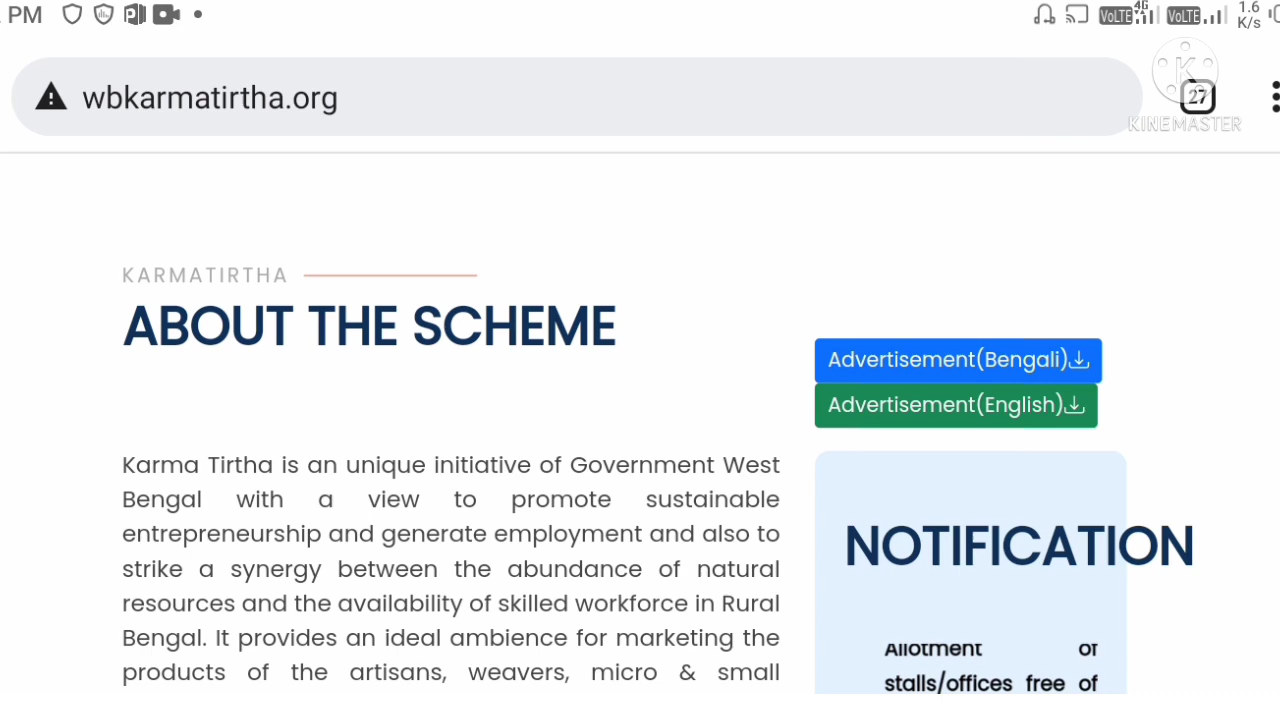 PM
VoLTE 4G VoLTE 1.6 K/s
wbkarmatirtha.org
27
K
KINEMASTER
KARMATIRTHA
ABOUT THE SCHEME
Advertisement(Bengali)
Advertisement(English)
Karma Tirtha is an unique initiative of Government West
Bengal with a view to promote sustainable
entrepreneurship and generate employment and also to
strike a synergy between the abundance of natural
resources and the availability of skilled workforce in Rural
Bengal. It provides an ideal ambience for marketing the
products of the artisans, weavers, micro & small
NOTIFICATION
Allotment of
stalls/offices free of